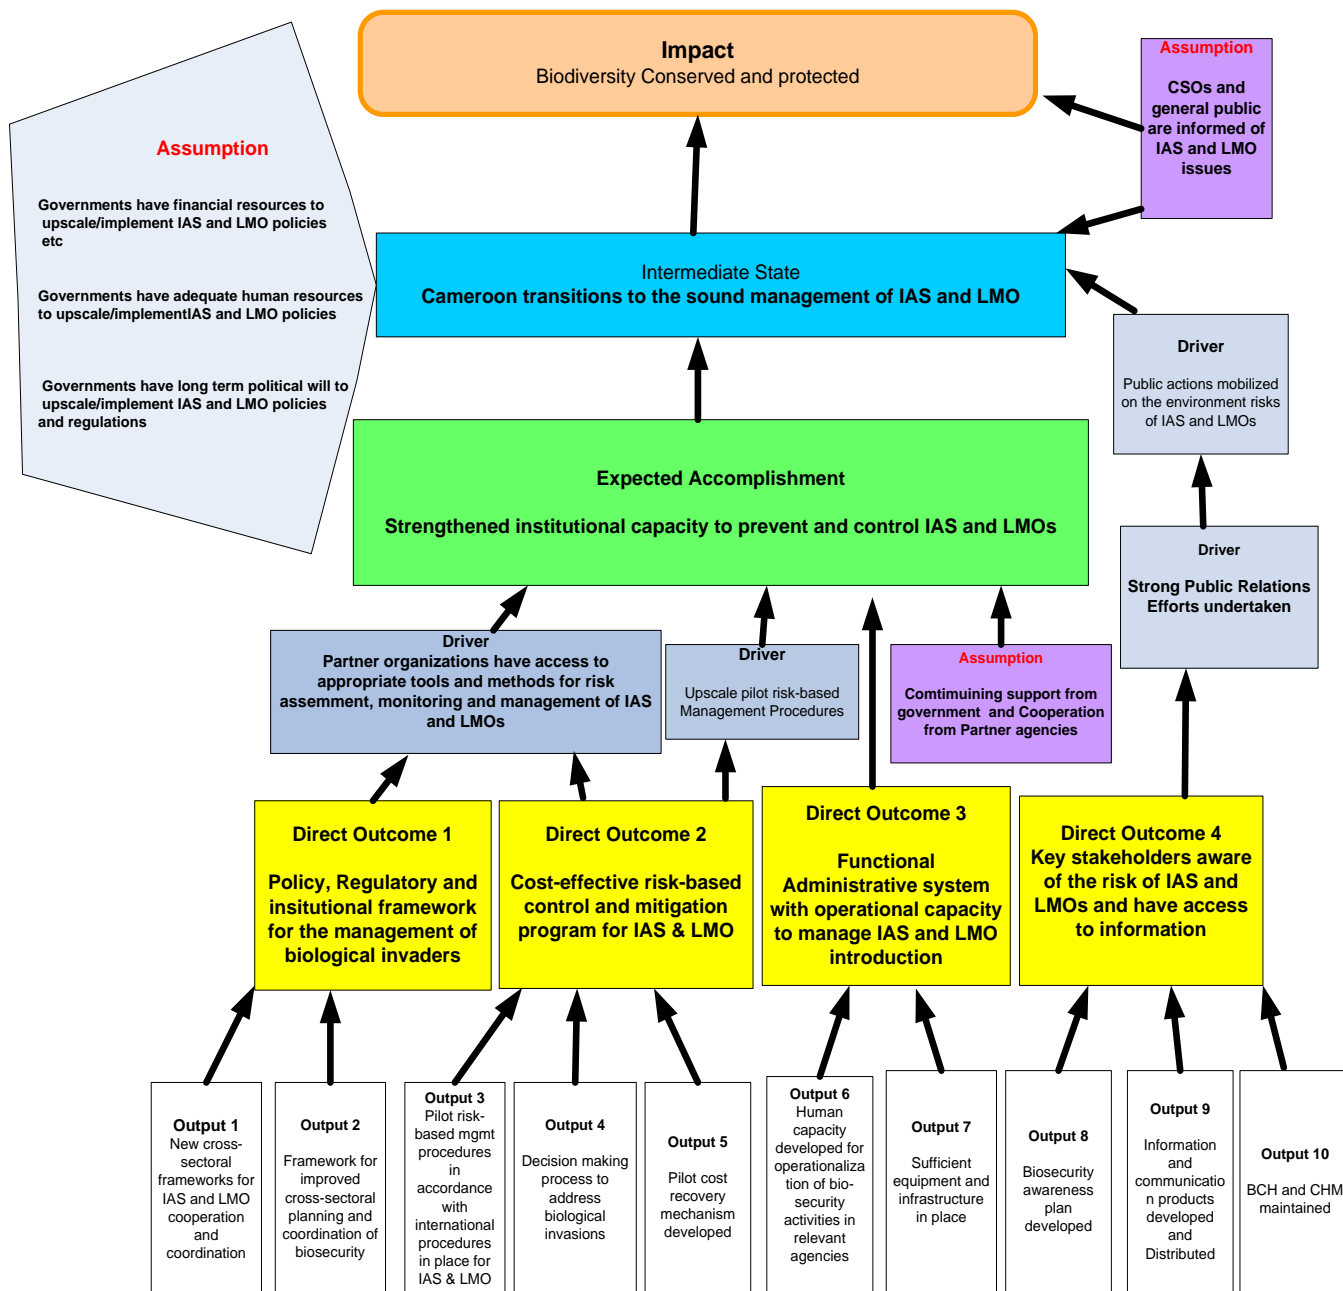 Impact
Biodiversity Conserved and protected
Assumption
CSOs and
general public
are informed of
IAS and LMO
issues
Assumption
Governments have financial resources to
upscale/implement IAS and LMO policies
etc
Governments have adequate human resources
to upscale/implementIAS and LMO policies
Governments have long term political will to
upscale/implement IAS and LMO policies
and regulations
Intermediate State
Cameroon transitions to the sound management of IAS and LMO
Driver
Public actions mobilized
on the environment risks
of IAS and LMOs
Expected Accomplishment
Strengthened institutional capacity to prevent and control IAS and LMOs
Driver
Strong Public Relations
Efforts undertaken
Driver
Partner organizations have access to
appropriate tools and methods for risk
assemment, monitoring and management of IAS
and LMOs
Driver
Upscale pilot risk-based
Management Procedures
Assumption
Comtimuining support from
government and Cooperation
from Partner agencies
Direct Outcome 1
Policy, Regulatory and
insitutional framework
for the management of
biological invaders
Direct Outcome 2
Cost-effective risk-based
control and mitigation
program for IAS & LMO
Direct Outcome 3
Functional
Administrative system
with operational capacity
to manage IAS and LMO
introduction
Direct Outcome 4
Key stakeholders aware
of the risk of IAS and
LMOs and have access
to information
Output 1
New cross-
sectoral
frameworks for
IAS and LMO
cooperation
and
coordination
Output 2
Framework for
improved
cross-sectoral
planning and
coordination of
biosecurity
Output 3
Pilot risk-
based mgmt
procedures in
accordance
with
international
procedures
in place for
IAS & LMO
Output 4
Decision making
process to
address
biological
invasions
Output 5
Pilot cost
recovery
mechanism
developed
Output 6
Human
capacity
developed for
operationaliza
tion of bio-
security
activities in
relevant
agencies
Output 7
Sufficient
equipment and
infrastructure
in place
Output 8
Biosecurity
awareness
plan
developed
Output 9
Information
and
communicatio
n products
developed
and
Distributed
Output 10
BCH and CHM
maintained